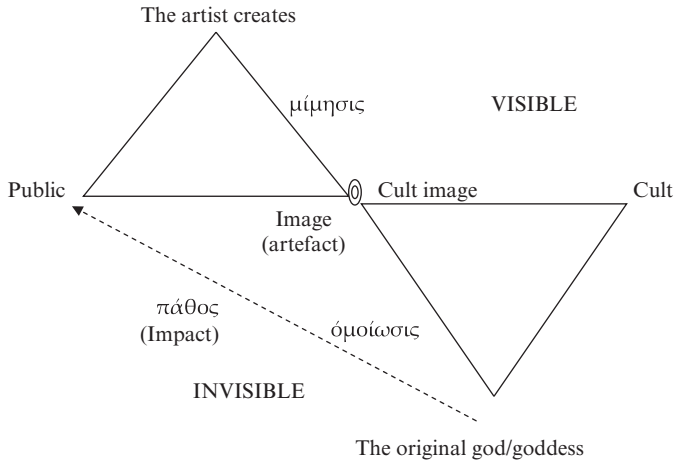 The artist creates
μίμησις
VISIBLE
Public
Cult image
Cult
Image
(artefact)
πάθος
(Impact)
ὁμοίωσις
INVISIBLE
The original god/goddess